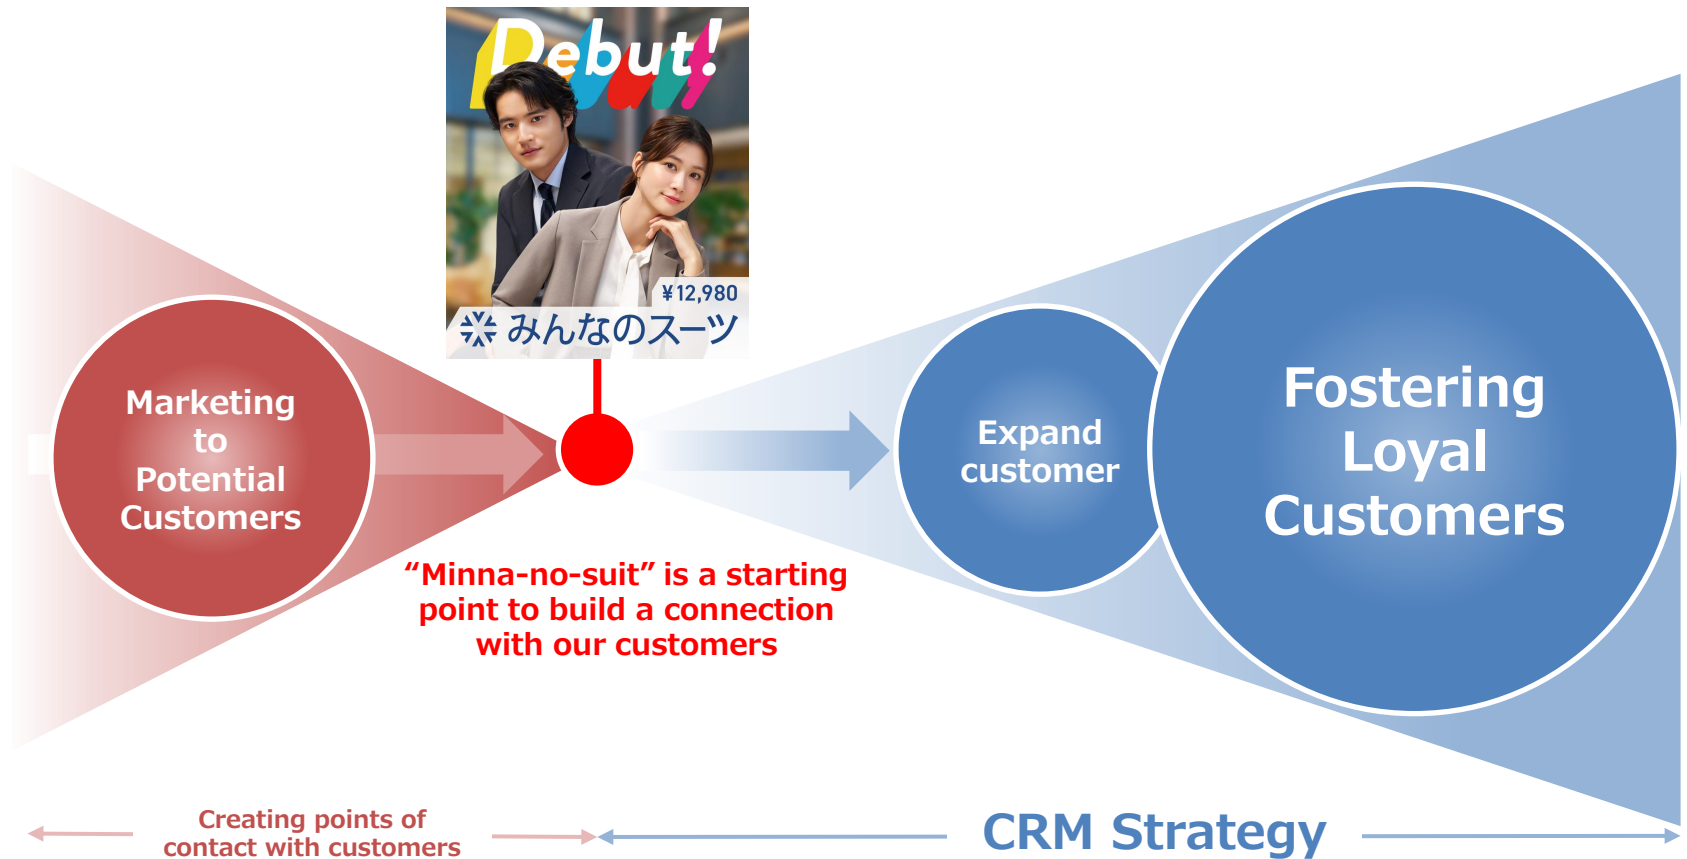 Debut!
¥12,980
みんなのスーツ
Marketing
to
Potential
Customers
Expand
customer
Fostering
Loyal
Customers
“Minna-no-suit” is a starting
point to build a connection
with our customers
Creating points of
contact with customers
CRM Strategy